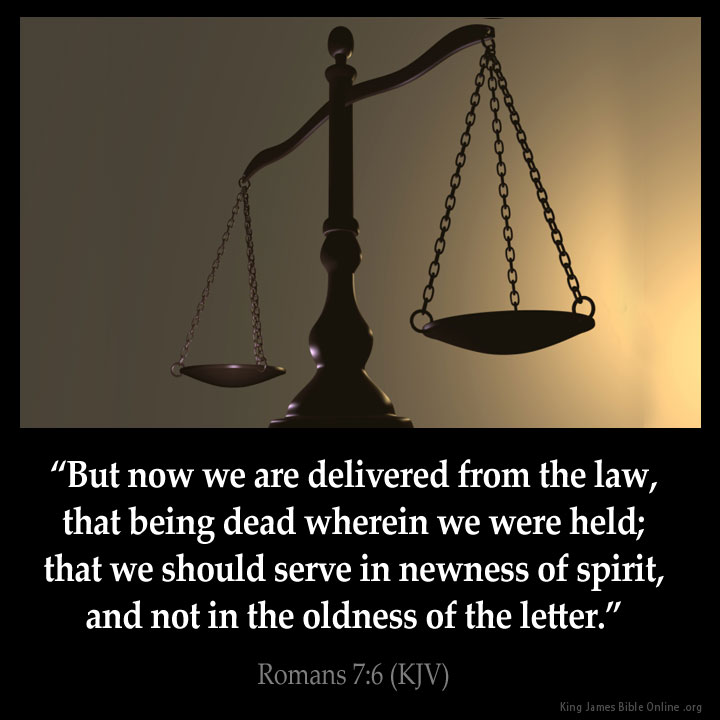 “But now we are delivered from the law,
that being dead wherein we were held;
that we should serve in newness of spirit,
and not in the oldness of the letter.”
Romans 7:6 (KJV)
King James Bible Online .org